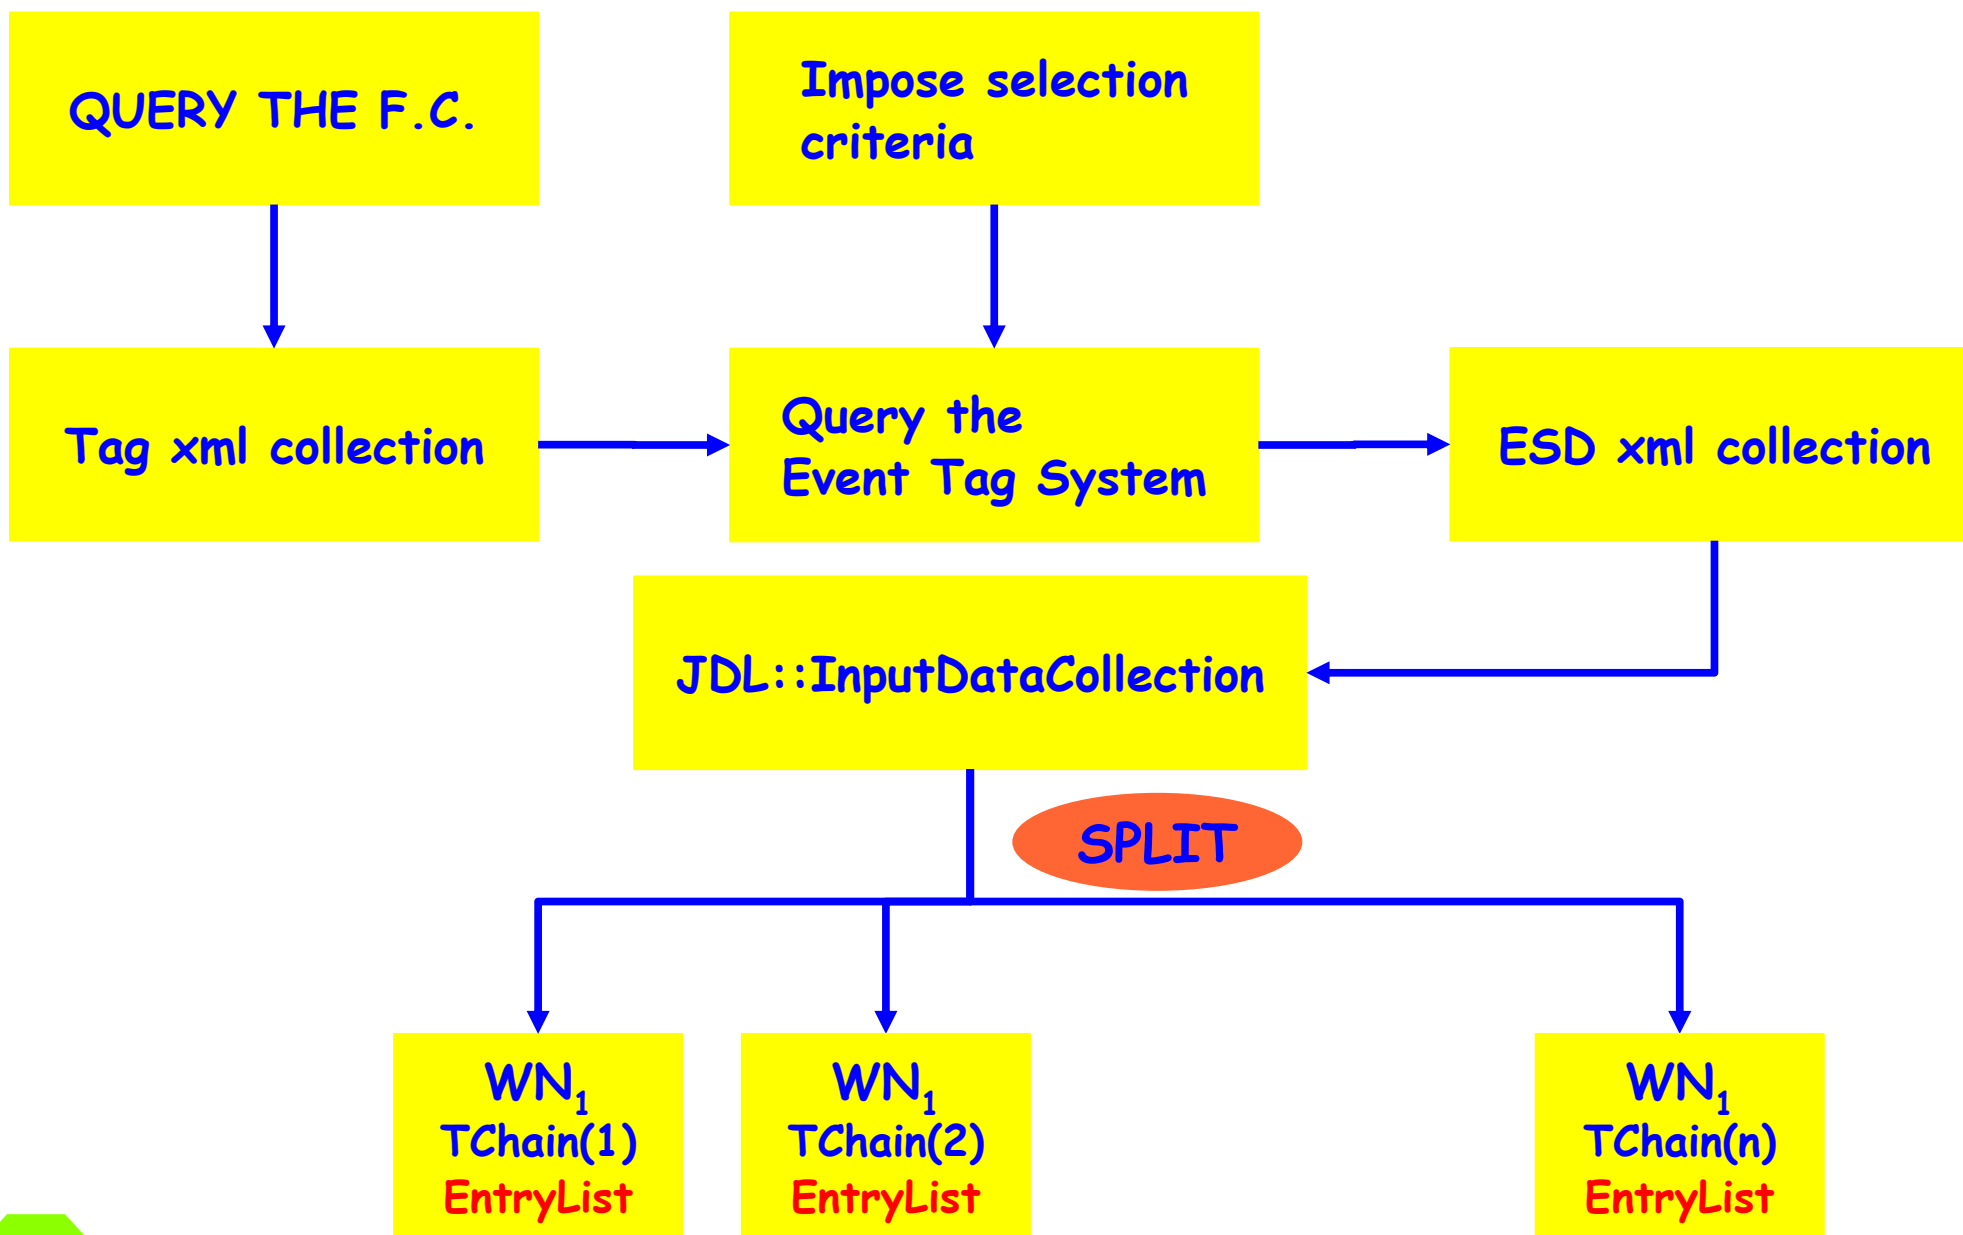 QUERY THE F.C.
Impose selection
criteria
Tag xml collection
Query the
Event Tag System
ESD xml collection
JDL::InputDataCollection
SPLIT
WN1
TChain(1)
EntryList
WN1
TChain(2)
EntryList
WN1
TChain(n)
EntryList